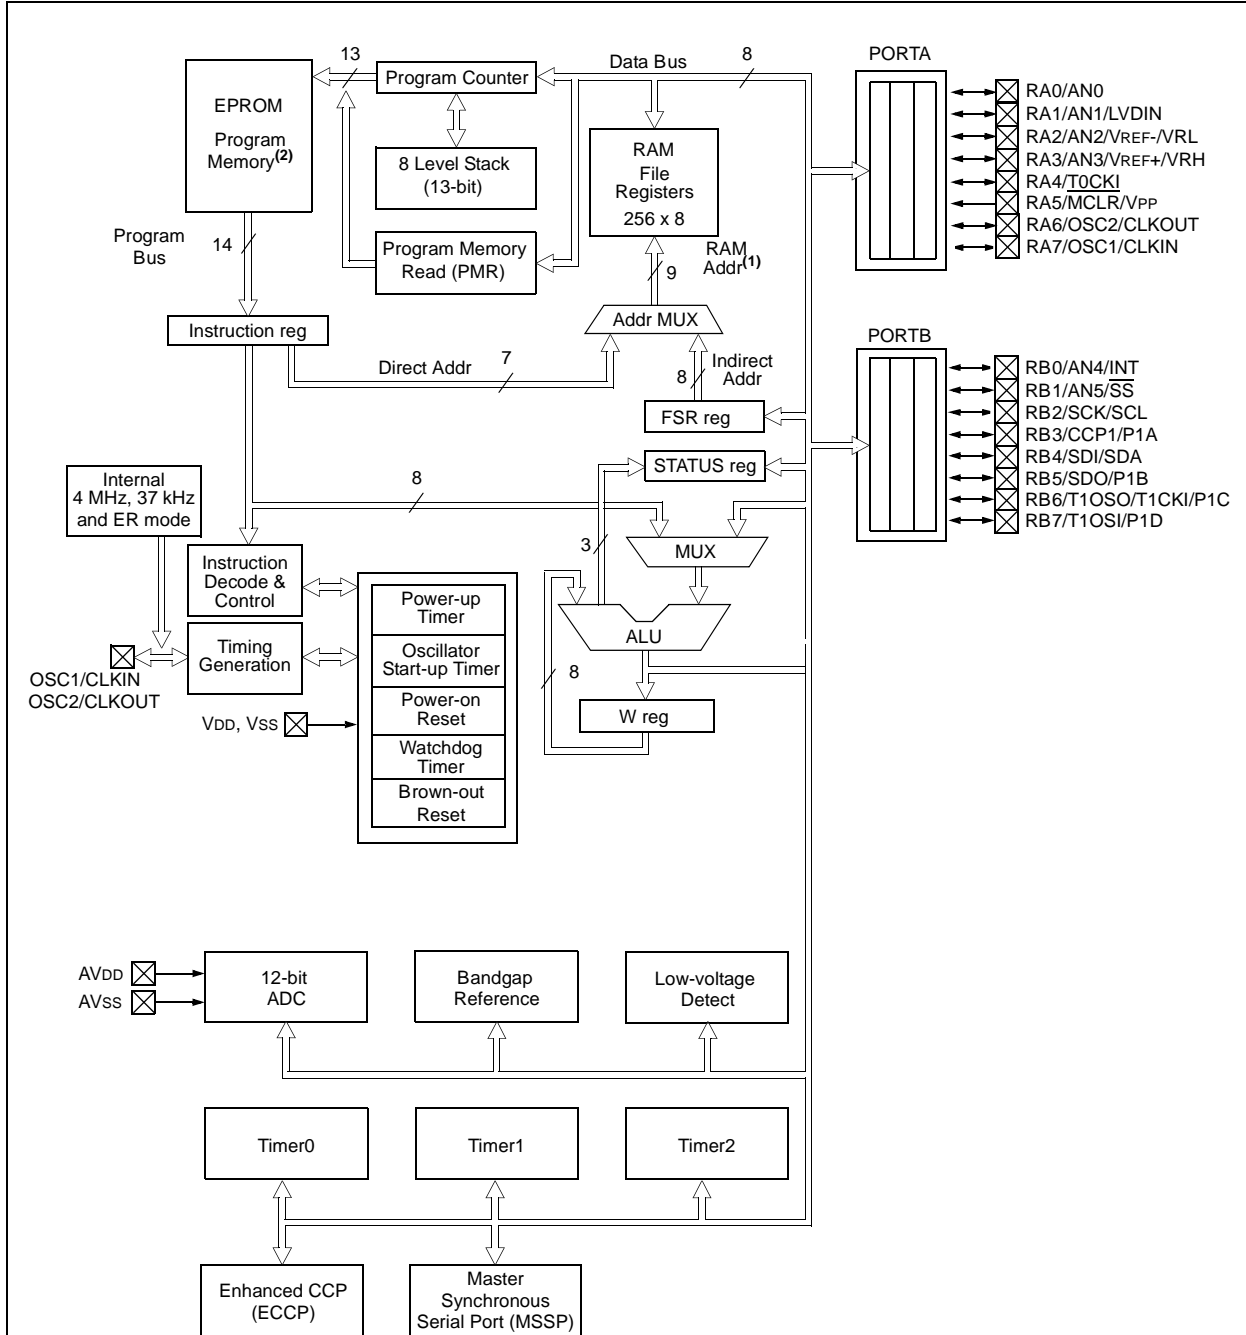 13
Data Bus
8
PORTA
Program Counter
EPROM
Program
Memory(2)
8 Level Stack
(13-bit)
RAM
File
Registers
256 x 8
RA0/AN0
RA1/AN1/LVDIN
RA2/AN2/VREF-/VRL
RA3/AN3/VREF+/VRH
RA4/T0CKI
RA5/MCLR/VPP
RA6/OSC2/CLKOUT
RA7/OSC1/CLKIN
Program
Bus
14
Program Memory
Read (PMR)
RAM
Addr(1)
9
Instruction reg
Addr MUX
PORTB
Direct Addr
7
8
Indirect
Addr
FSR reg
STATUS reg
RB0/AN4/INT
RB1/AN5/SS
RB2/SCK/SCL
RB3/CCP1/P1A
RB4/SDI/SDA
RB5/SDO/P1B
RB6/T1OSO/T1CKI/P1C
RB7/T1OSI/P1D
Internal
4 MHz, 37 kHz
and ER mode
8
3
MUX
Instruction
Decode &
Control
Power-up
Timer
ALU
Timing
Generation
Oscillator
Start-up Timer
8
OSC1/CLKIN
OSC2/CLKOUT
Power-on
Reset
W reg
VDD, VSS
Watchdog
Timer
Brown-out
Reset
AVDD
AVSS
12-bit
ADC
Bandgap
Reference
Low-voltage
Detect
Timer0
Timer1
Timer2
Enhanced CCP
(ECCP)
Master
Synchronous
Serial Port (MSSP)